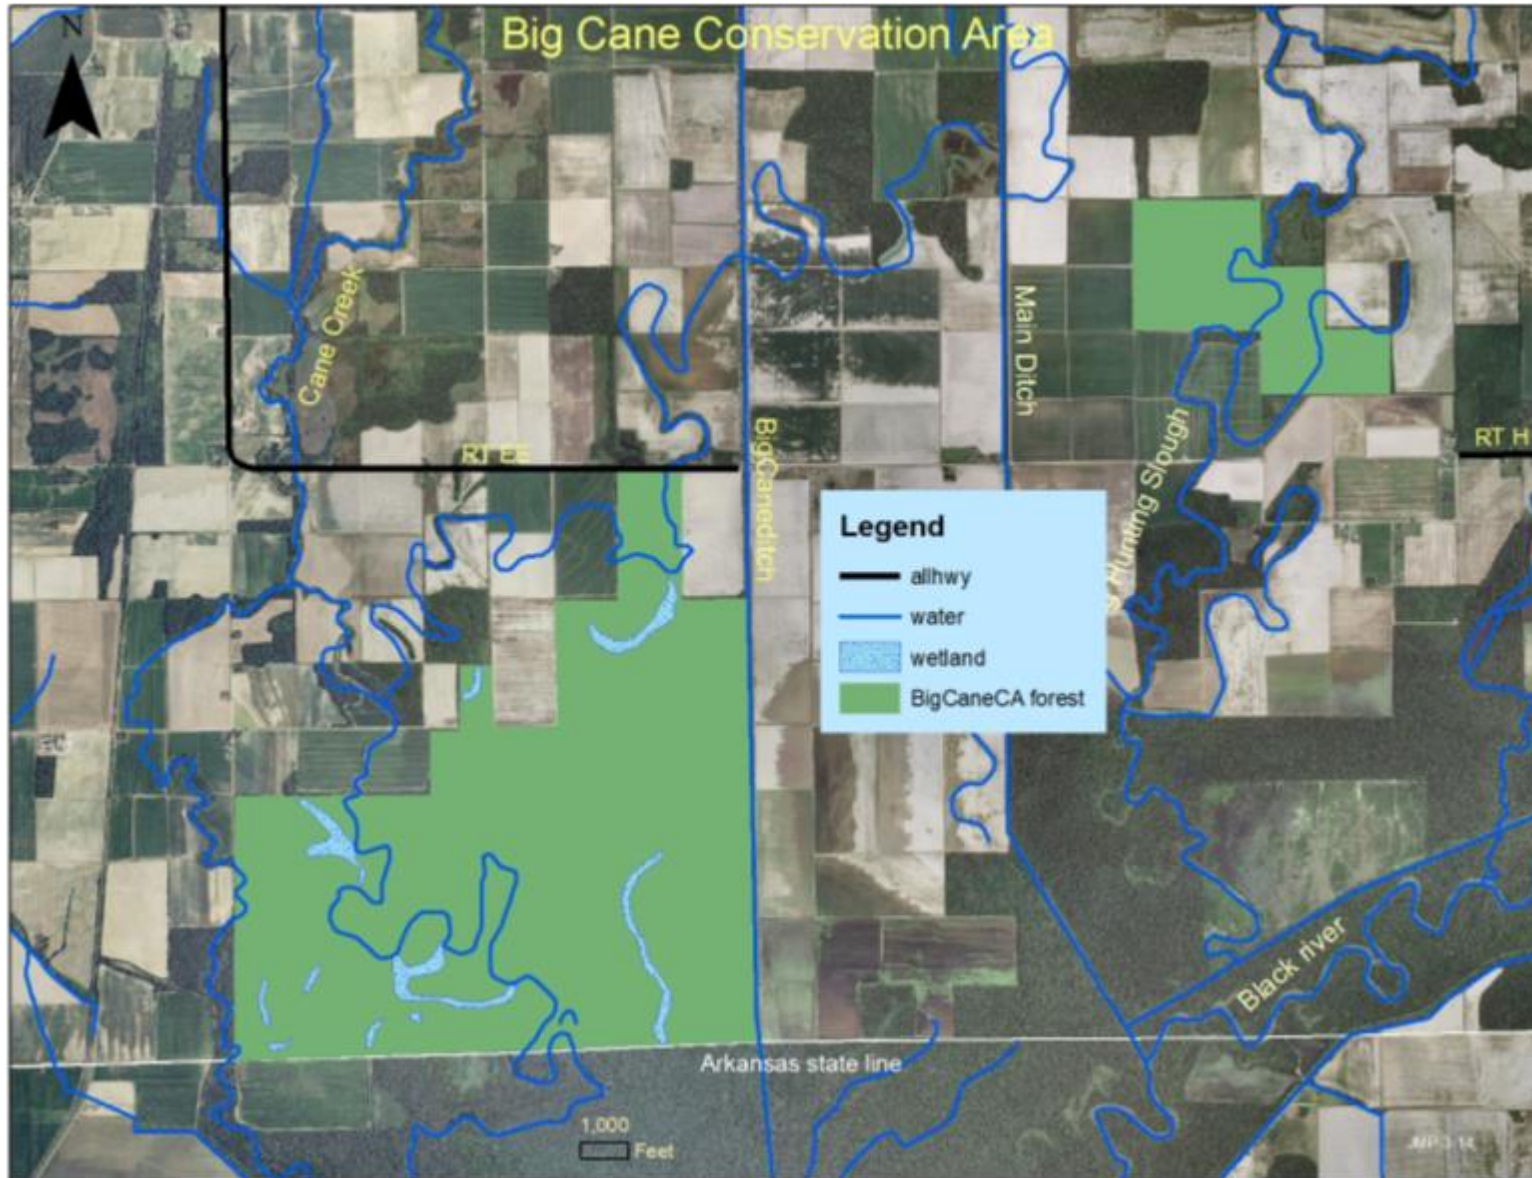 Big Cane Conservation Area
N
Cane Creek
Main Ditch
RT EE
RT H
BigCaneditch
Hunting Slough
Legend
allhwy
water
wetland
BigCaneCA forest
Black river
Arkansas state line
1,000
Feet